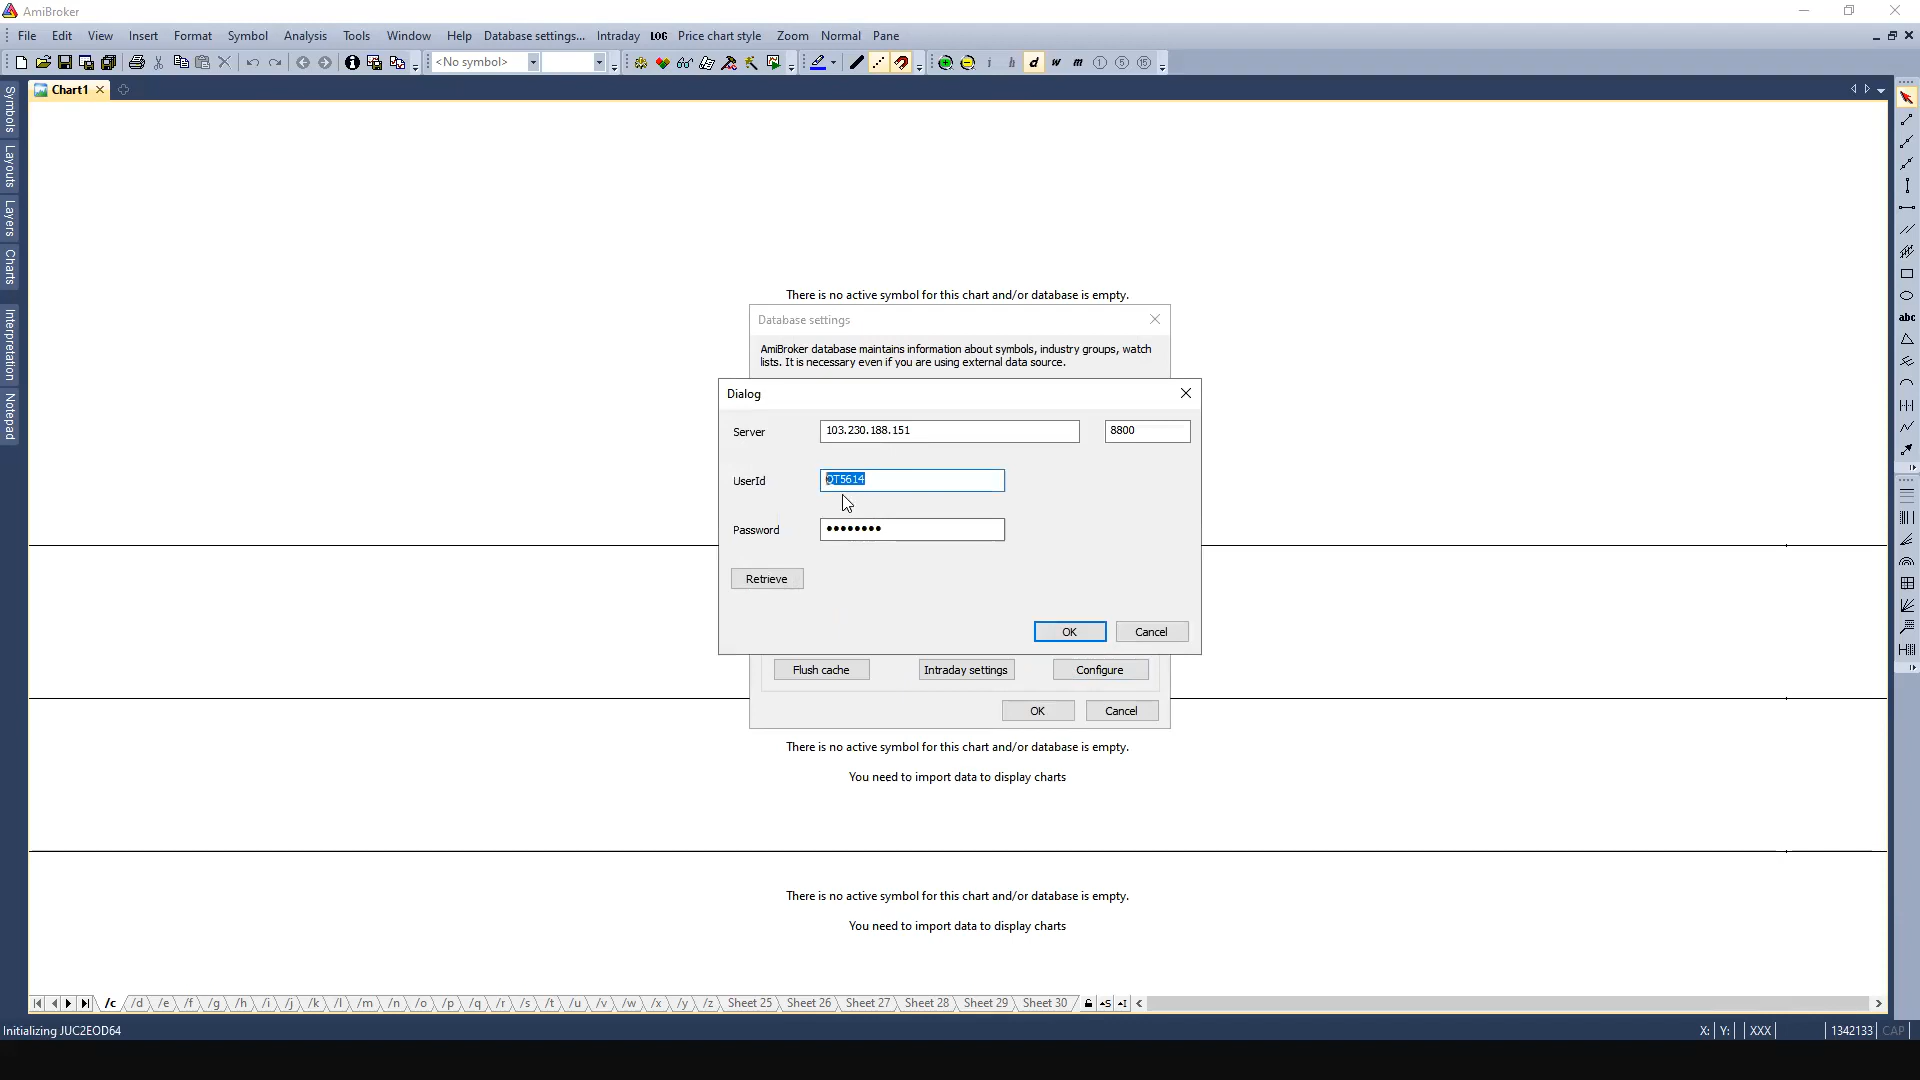 AmiBroker
File Edit View Insert Format Symbol Analysis Tools Window Help Database settings... Intraday LOG Price chart style Zoom Normal Pane
<No symbol> i h d w m 1 5 15
Chart1
Symbols
Layouts
Layers
Charts
Interpretation
Notepad
abc
There is no active symbol for this chart and/or database is empty.
Database settings
AmiBroker database maintains information about symbols, industry groups, watch
lists. It is necessary even if you are using external data source.
Dialog
Server 103.230.188.151 8800
UserId QT5614
Password ••••••••
Retrieve
OK Cancel
Flush cache Intraday settings Configure
OK Cancel
There is no active symbol for this chart and/or database is empty.
You need to import data to display charts
There is no active symbol for this chart and/or database is empty.
You need to import data to display charts
/c /d /e /f /g /h /i /j /k /l /m /n /o /p /q /r /s /t /u /v /w /x /y /z Sheet 25 Sheet 26 Sheet 27 Sheet 28 Sheet 29 Sheet 30
Initializing JUC2EOD64 X: Y: XXX 1342133 CAP